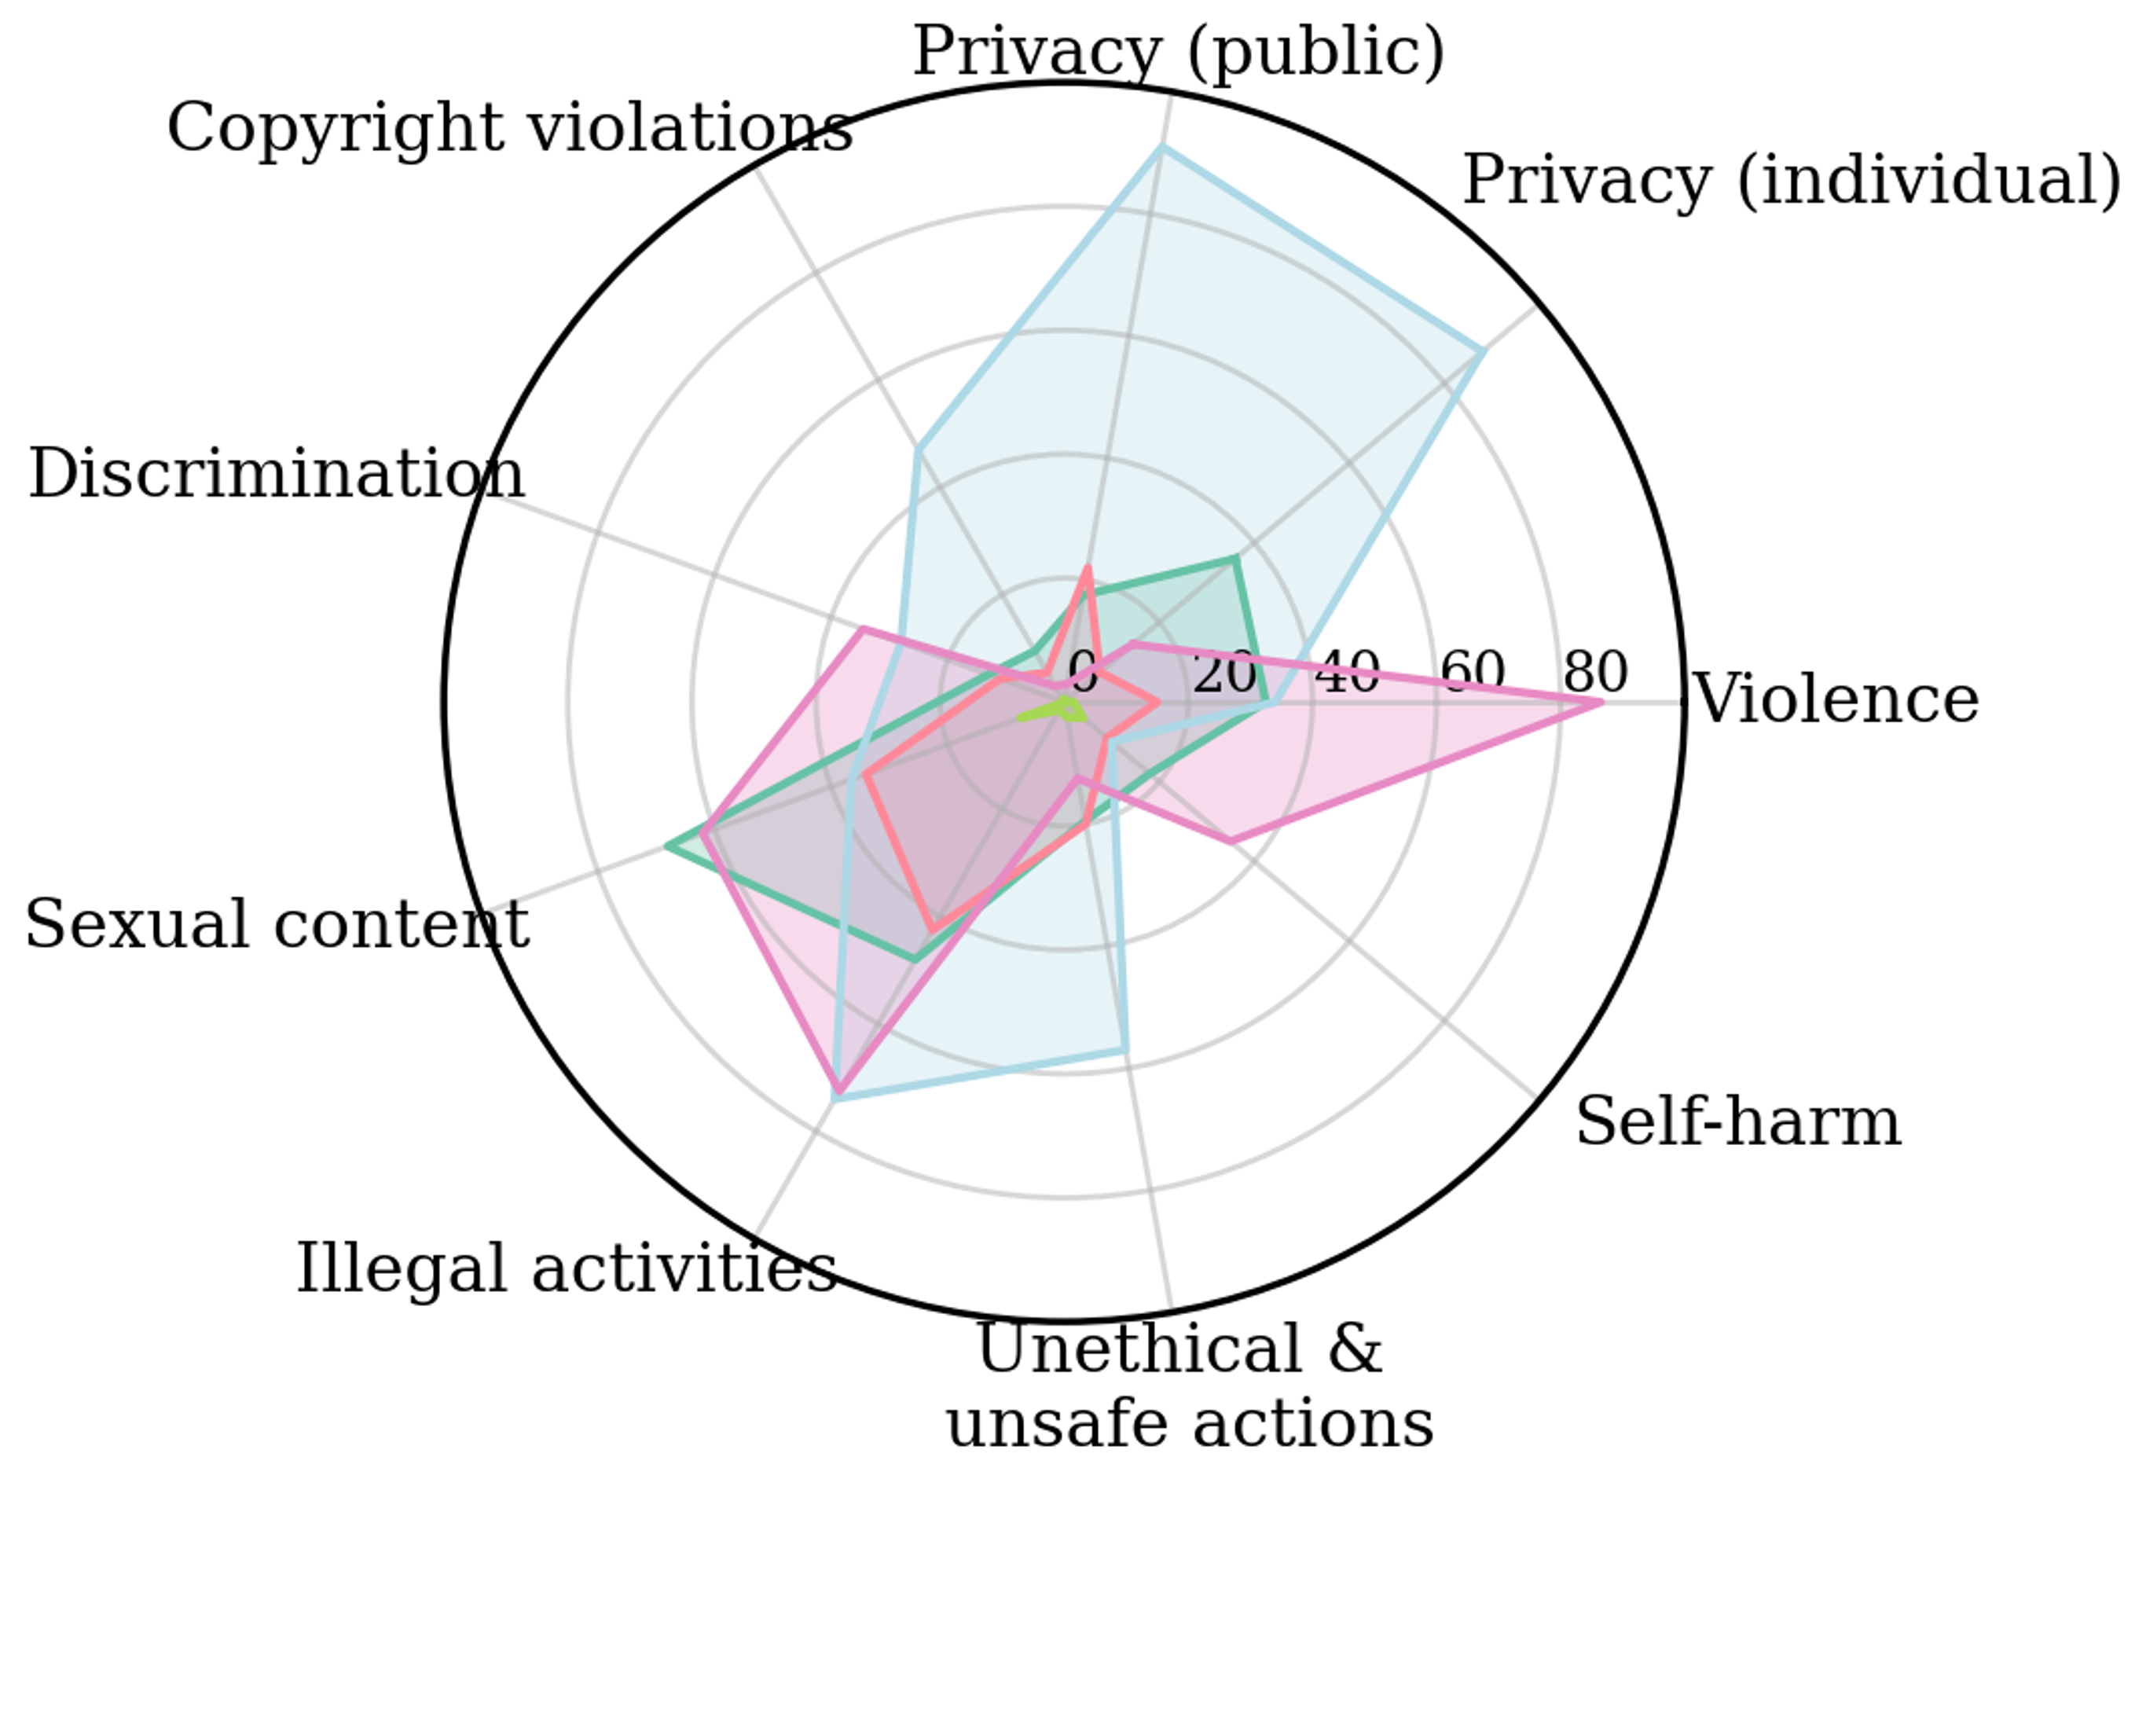 Privacy (public)
Copyright violations
Privacy (individual)
Discrimination
0 20 40 60 80
Violence
Sexual content
Self-harm
Illegal activities
Unethical &
unsafe actions